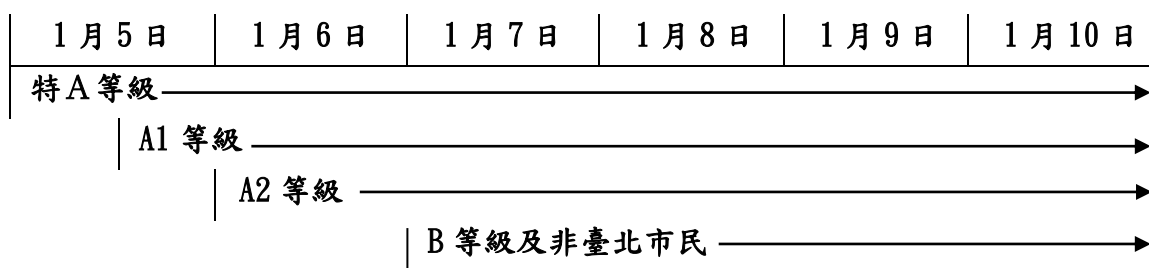 1 月 5 日 1 月 6 日 1 月 7 日 1 月 8 日 1 月 9 日 1 月 10 日
特Ａ等級
A1 等級
A2 等級
B 等級及非臺北市民